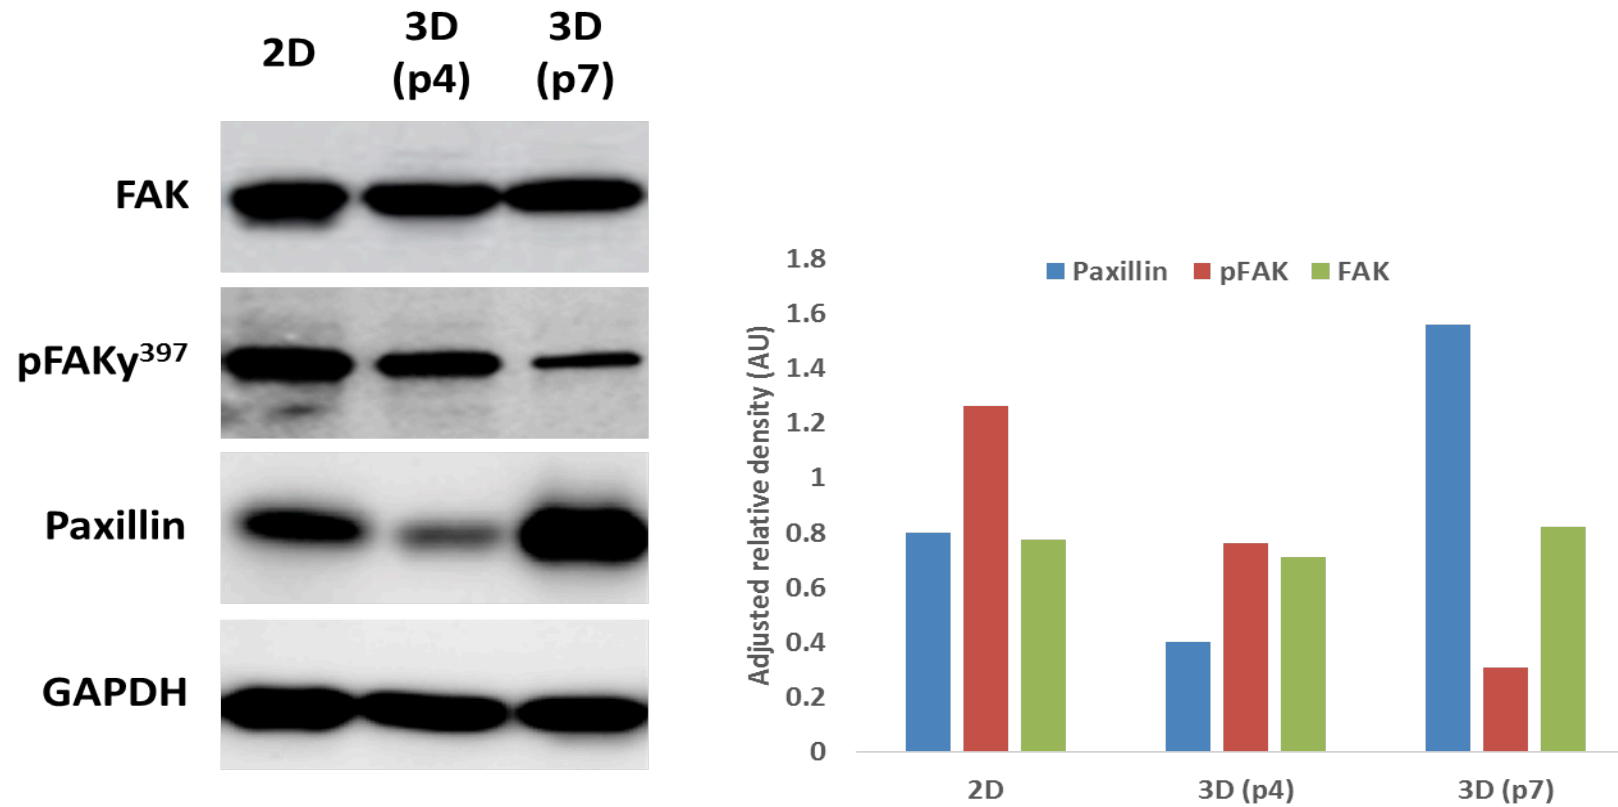 2D
3D
(p4)
3D
(p7)
FAK
pFAKy³⁹⁷
Paxillin
GAPDH
Adjusted relative density (AU)
1.8
1.6
1.4
1.2
1
0.8
0.6
0.4
0.2
0
Paxillin pFAK FAK
2D 3D (p4) 3D (p7)